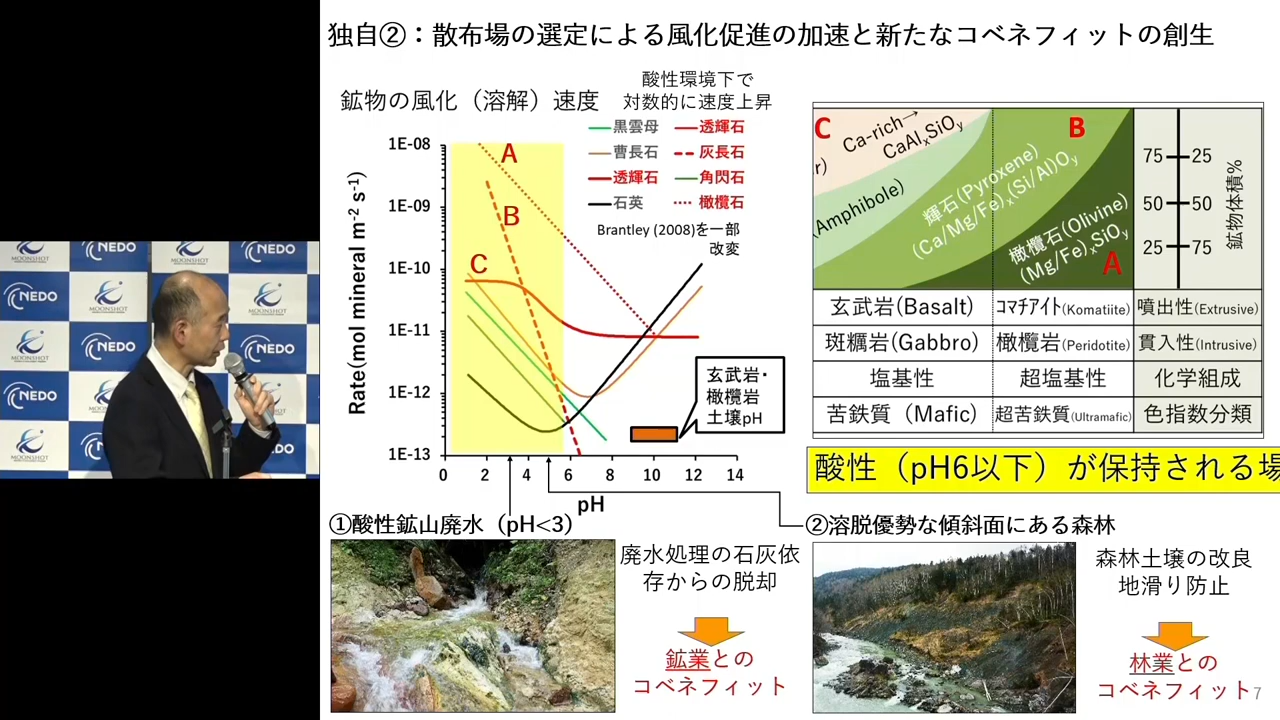 独自②：散布場の選定による風化促進の加速と新たなコベネフィットの創生
鉱物の風化（溶解）速度
酸性環境下で
対数的に速度上昇
黒雲母
透輝石
曹長石
灰長石
透輝石
角閃石
石英
橄欖石
Brantley (2008)を一部
改変
Rate(mol mineral m-2 s-1)
1E-08
1E-09
1E-10
1E-11
1E-12
1E-13
A
B
C
0 2 4 6 8 10 12 14
pH
玄武岩・
橄欖岩
土壌pH
C
Ca-rich→
CaAlxSiOy
r)
(Amphibole)
B
輝石(Pyroxene)
(Ca/Mg/Fe)x(Si/Al)Oy
橄欖石(Olivine)
(Mg/Fe)xSiOy
A
75 25
50 50
25 75
鉱物体積%
玄武岩(Basalt) コマチアイト(Komatiite) 噴出性(Extrusive)
斑糲岩(Gabbro) 橄欖岩(Peridotite) 貫入性(Intrusive)
塩基性 超塩基性 化学組成
苦鉄質（Mafic) 超苦鉄質(Ultramafic) 色指数分類
酸性（pH6以下）が保持される場
①酸性鉱山廃水（pH<3）
廃水処理の石灰依
存からの脱却
鉱業との
コベネフィット
②溶脱優勢な傾斜面にある森林
森林土壌の改良
地滑り防止
林業との
コベネフィット
7
NEDO
MOONSHOT
NEDO
NEDO
MOONSHOT
NEDO
NEDO
MOONSHOT
NEDO
MOONSHOT